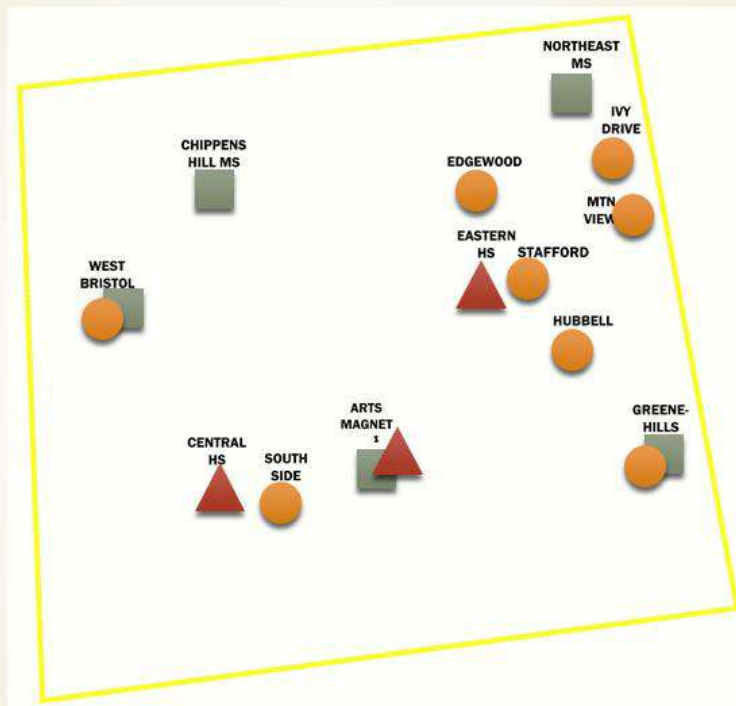 NORTHEAST
MS
IVY
DRIVE
CHIPPENS
HILL MS
EDGEWOOD
MTN
VIEW
EASTERN
HS
STAFFORD
WEST
BRISTOL
HUBBELL
ARTS
MAGNET
1
GREENE-
HILLS
CENTRAL
HS
SOUTH
SIDE